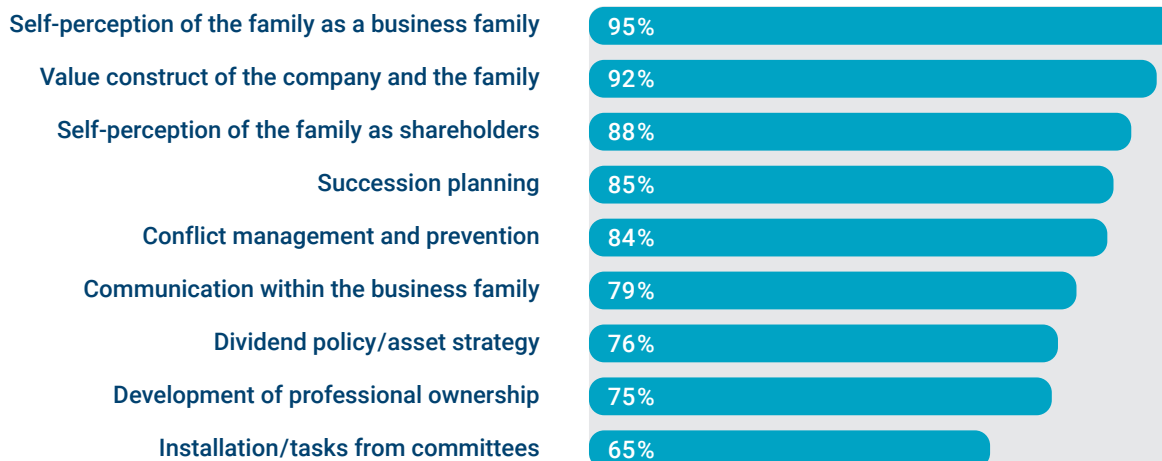 Self-perception of the family as a business family 95%
Value construct of the company and the family 92%
Self-perception of the family as shareholders 88%
Succession planning 85%
Conflict management and prevention 84%
Communication within the business family 79%
Dividend policy/asset strategy 76%
Development of professional ownership 75%
Installation/tasks from committees 65%